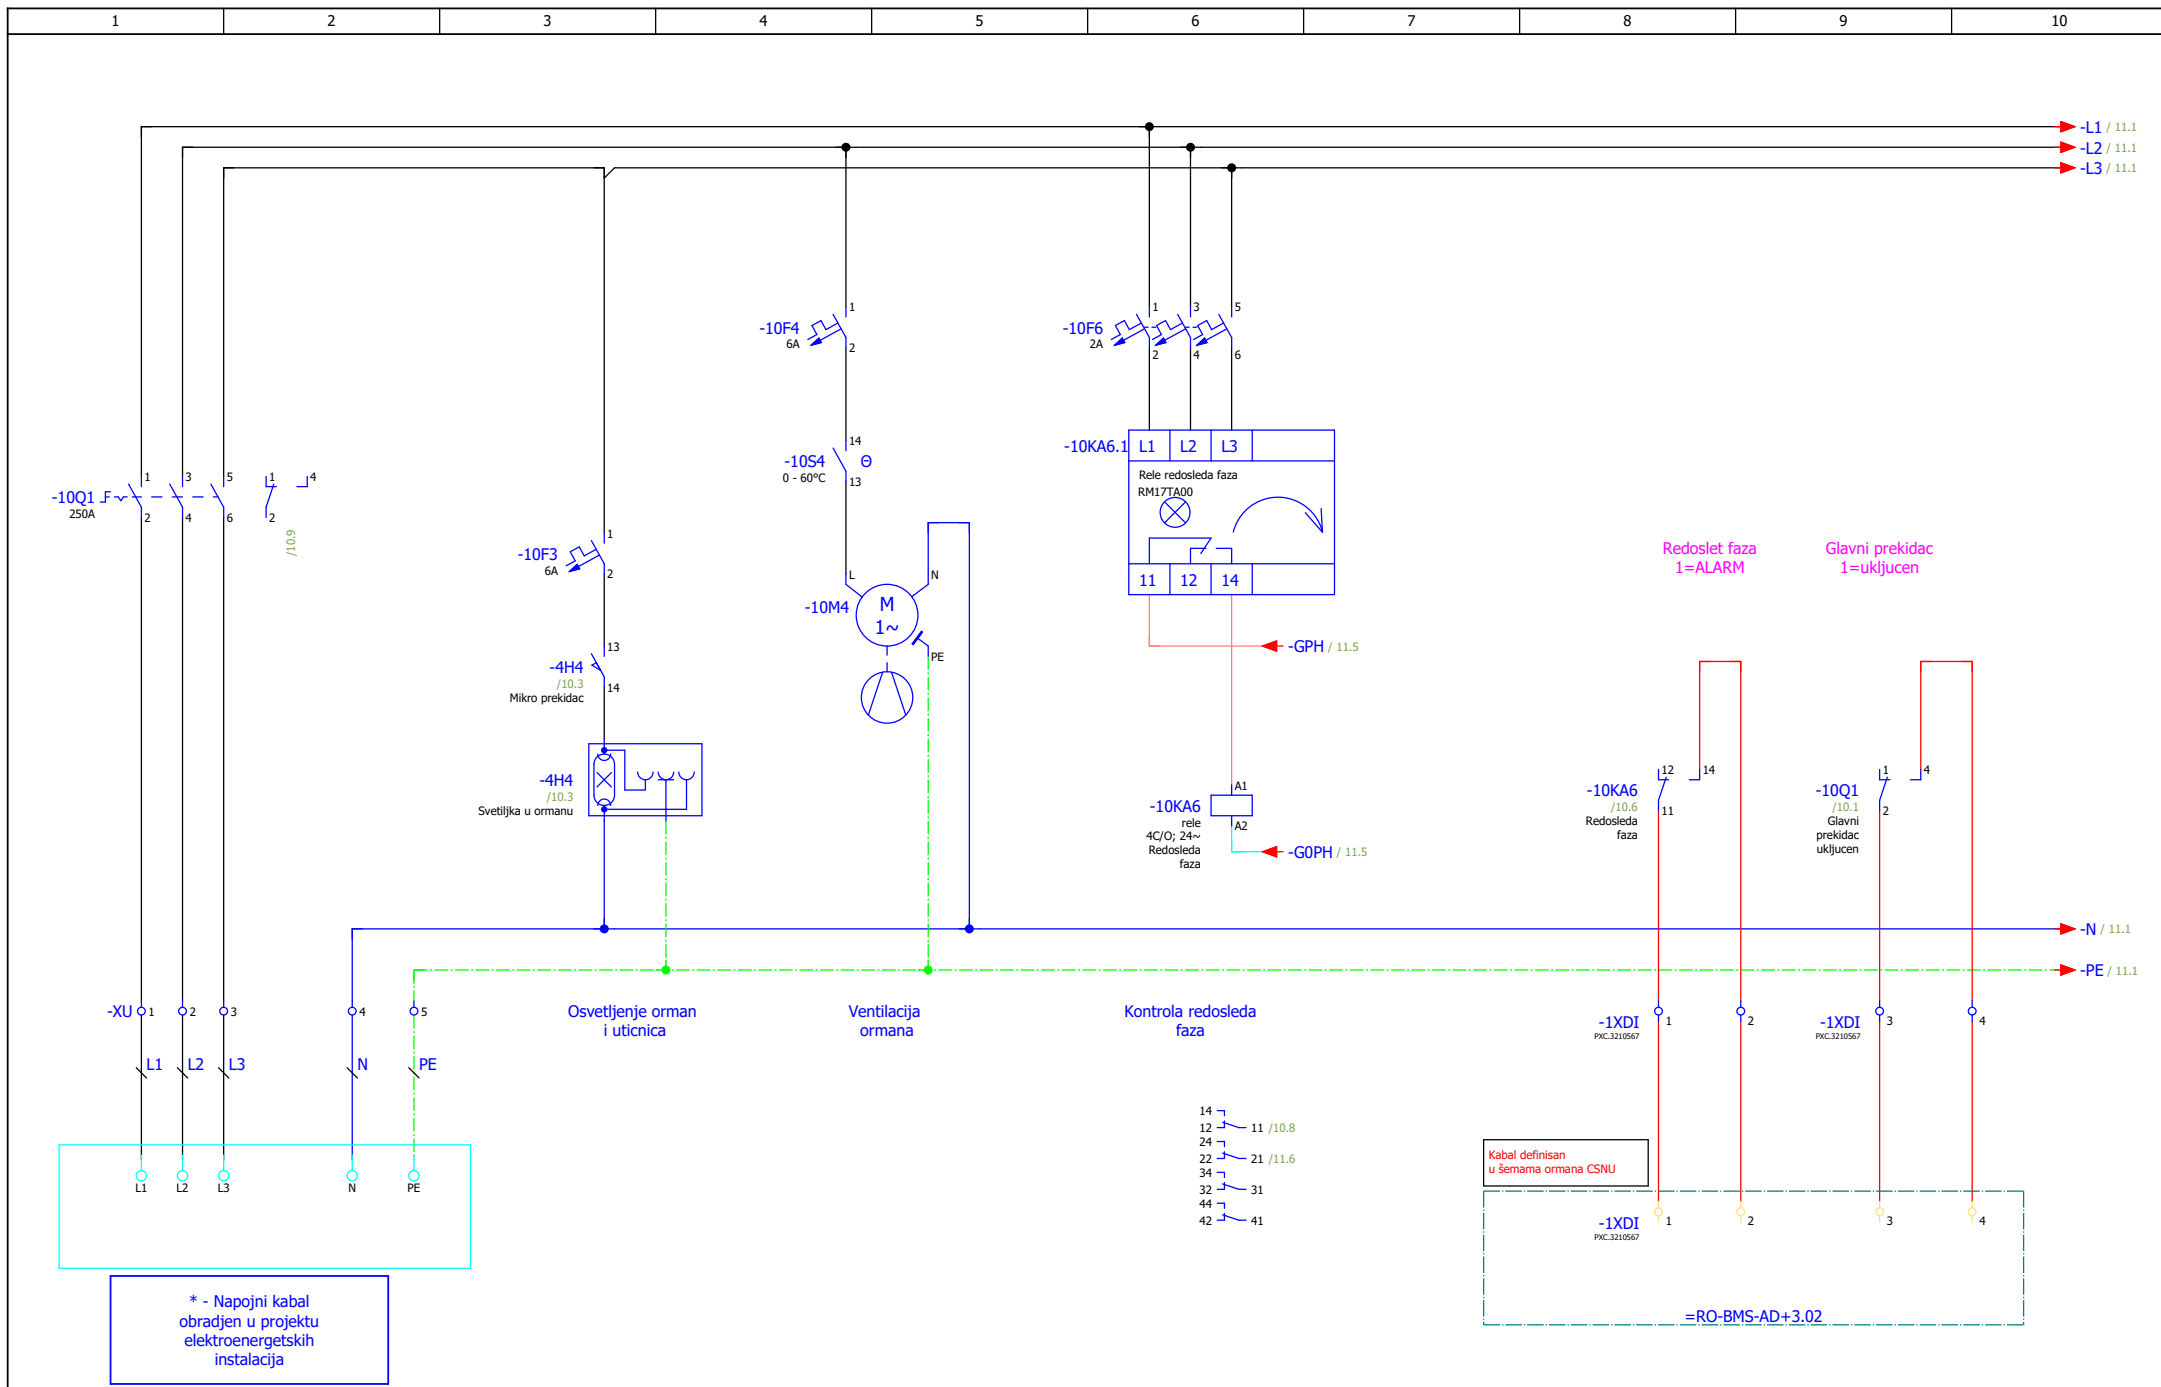 1 2 3 4 5 6 7 8 9 10
-L1 / 11.1
-L2 / 11.1
-L3 / 11.1
-10Q1
250A
1 2 3 4 5 6
1 2 4
/10.9
-10F3
6A
1
2
-4H4
/10.3
Mikro prekidac
13
14
-4H4
/10.3
Svetiljka u ormanu
-10F4
6A
1
2
-10S4
0 - 60°C
14
Θ
13
-10M4
L
N
M
1~
PE
-10F6
2A
1 3 5
2 4 6
-10KA6.1
L1 L2 L3
Rele redosleda faza
RM17TA00
11 12 14
-GPH / 11.5
-10KA6
rele
4C/O; 24~
Redosleda
faza
A1
A2
-G0PH / 11.5
Redoslet faza
1=ALARM
Glavni prekidac
1=ukljucen
-10KA6
/10.6
Redosleda
faza
12 14
11
-10Q1
/10.1
Glavni
prekidac
ukljucen
1 4
2
-N / 11.1
-PE / 11.1
-XU 1 2 3 4 5
L1 L2 L3 N PE
Osvetljenje orman
i uticnica
Ventilacija
ormana
Kontrola redosleda
faza
-1XDI
PXC.3210567
1 2
-1XDI
PXC.3210567
3 4
14
12 11 /10.8
24
22 21 /11.6
34
32 31
44
42 41
L1 L2 L3 N PE
Kabal definisan
u šemama ormana CSNU
-1XDI
PXC.3210567
1 2 3 4
=RO-BMS-AD+3.02
* - Napojni kabal
obradjen u projektu
elektroenergetskih
instalacija